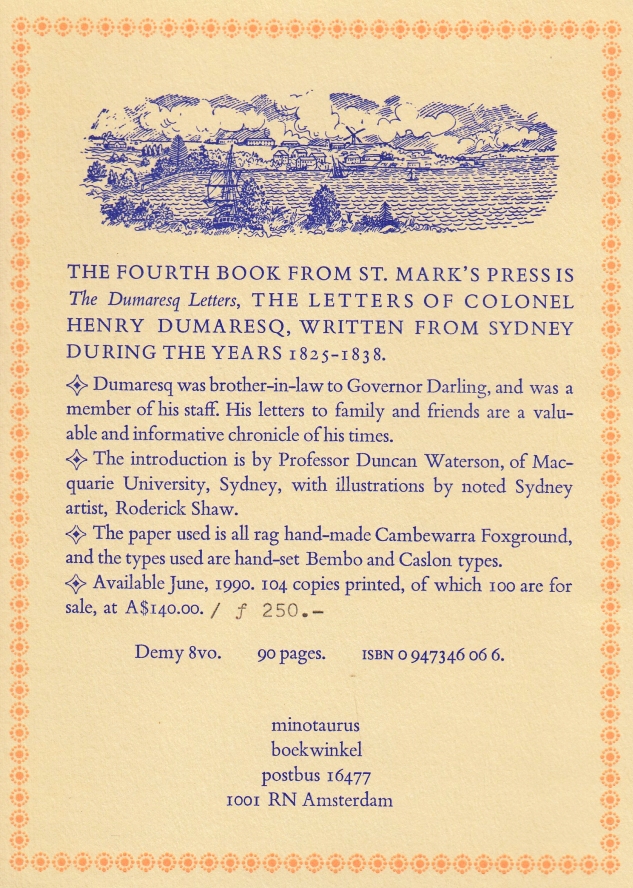 THE FOURTH BOOK FROM ST. MARK'S PRESS IS
The Dumaresq Letters, THE LETTERS OF COLONEL
HENRY DUMARESQ, WRITTEN FROM SYDNEY
DURING THE YEARS 1825-1838.
Dumaresq was brother-in-law to Governor Darling, and was a
member of his staff. His letters to family and friends are a valu-
able and informative chronicle of his times.
The introduction is by Professor Duncan Waterson, of Mac-
quarie University, Sydney, with illustrations by noted Sydney
artist, Roderick Shaw.
The paper used is all rag hand-made Cambewarra Foxground,
and the types used are hand-set Bembo and Caslon types.
Available June, 1990. 104 copies printed, of which 100 are for
sale, at A$140.00. / ƒ 250.-
Demy 8vo. 90 pages. ISBN 0 947346 06 6.
minotaurus
boekwinkel
postbus 16477
1001 RN Amsterdam